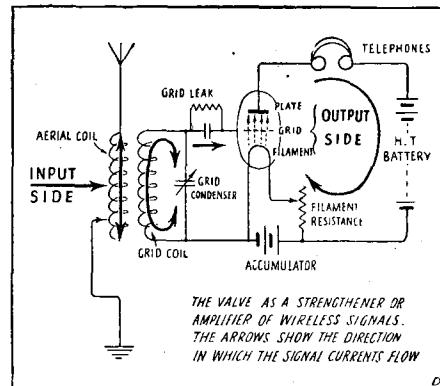 TELEPHONES
GRID LEAK
PLATE
GRID
FILAMENT
OUTPUT
SIDE
AERIAL COIL
INPUT
SIDE
GRID
CONDENSER
GRID COIL
H.T
BATTERY
FILAMENT
RESISTANCE
ACCUMULATOR
THE VALVE AS A STRENGTHENER OR
AMPLIFIER OF WIRELESS SIGNALS.
THE ARROWS SHOW THE DIRECTION
IN WHICH THE SIGNAL CURRENTS FLOW